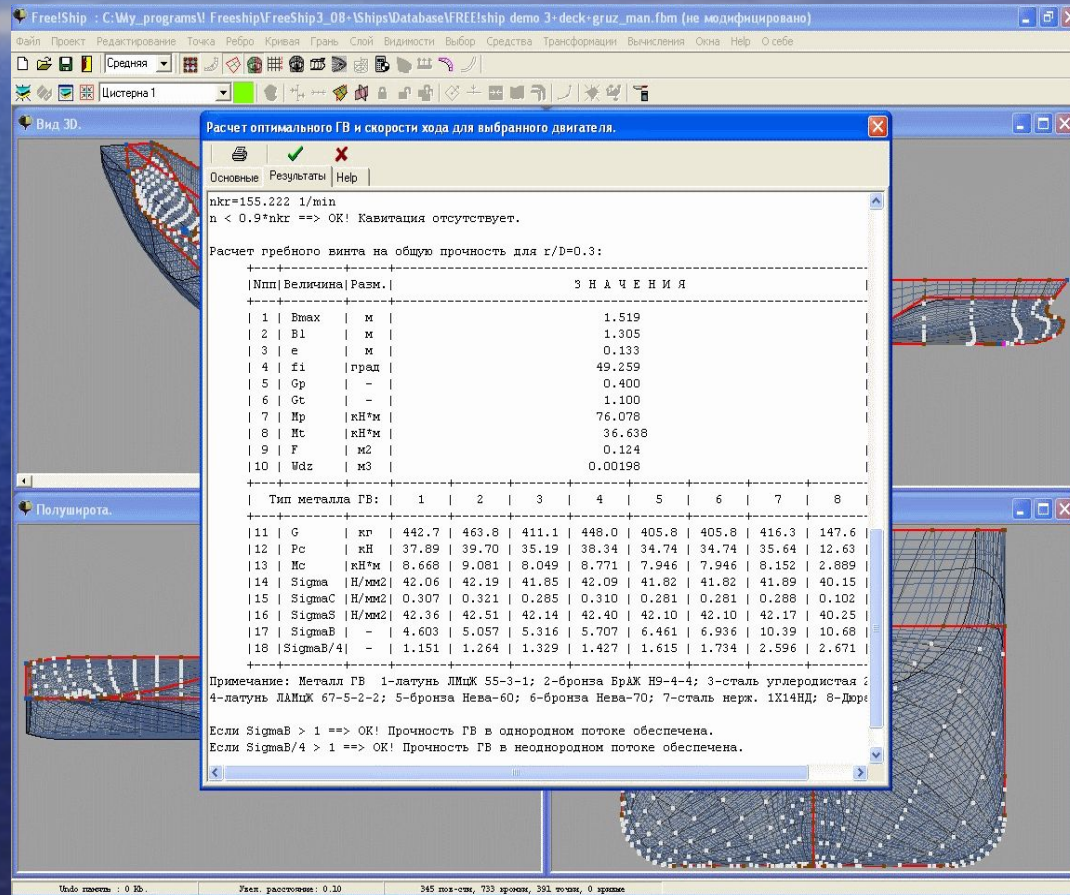 Free!Ship : C:\My_programs\! Freeship\FreeShip3_08+\Ships\Database\FREE!ship demo 3+deck+gruz_man.fbm (не модифицировано)
Файл Проект Редактирование Точка Ребро Кривая Грань Слой Видимости Выбор Средства Трансформации Вычисления Окна Help О себе
Средняя
Цистерна 1
Вид 3D.
Расчет оптимального ГВ и скорости хода для выбранного двигателя.
Основные Результаты Help
nkr=155.222 1/min
n < 0.9*nkr ==> OK! Кавитация отсутствует.
Расчет гребного винта на общую прочность для r/D=0.3:
|Nпп|Величина|Разм.| З Н А Ч Е Н И Я |
| 1 | Bmax | м | 1.519 |
| 2 | B1 | м | 1.305 |
| 3 | e | м | 0.133 |
| 4 | fi |град | 49.259 |
| 5 | Gp | - | 0.400 |
| 6 | Gt | - | 1.100 |
| 7 | Mp |кН*м | 76.078 |
| 8 | Mt |кН*м | 36.638 |
| 9 | F | м2 | 0.124 |
|10 | Wdz | м3 | 0.00198 |
| Тип металла ГВ: | 1 | 2 | 3 | 4 | 5 | 6 | 7 | 8 |
|11 | G | кг | 442.7 | 463.8 | 411.1 | 448.0 | 405.8 | 405.8 | 416.3 | 147.6 |
|12 | Pc | кН | 37.89 | 39.70 | 35.19 | 38.34 | 34.74 | 34.74 | 35.64 | 12.63 |
|13 | Mc |кН*м | 8.668 | 9.081 | 8.049 | 8.771 | 7.946 | 7.946 | 8.152 | 2.889 |
|14 | Sigma |Н/мм2| 42.06 | 42.19 | 41.85 | 42.09 | 41.82 | 41.82 | 41.89 | 40.15 |
|15 | SigmaC |Н/мм2| 0.307 | 0.321 | 0.285 | 0.310 | 0.281 | 0.281 | 0.288 | 0.102 |
|16 | SigmaS |Н/мм2| 42.36 | 42.51 | 42.14 | 42.40 | 42.10 | 42.10 | 42.17 | 40.25 |
|17 | SigmaB | - | 4.603 | 5.057 | 5.316 | 5.707 | 6.461 | 6.936 | 10.39 | 10.68 |
|18 |SigmaB/4| - | 1.151 | 1.264 | 1.329 | 1.427 | 1.615 | 1.734 | 2.596 | 2.671 |
Примечание: Металл ГВ 1-латунь ЛМцЖ 55-3-1; 2-бронза БрАЖ Н9-4-4; 3-сталь углеродистая 2
4-латунь ЛАМцЖ 67-5-2-2; 5-бронза Нева-60; 6-бронза Нева-70; 7-сталь нерж. 1Х14НД; 8-Дюре
Если SigmaB > 1 ==> OK! Прочность ГВ в однородном потоке обеспечена.
Если SigmaB/4 > 1 ==> OK! Прочность ГВ в неоднородном потоке обеспечена.
Полуширота.
Undo память : 0 Kb. Увел. расстояние: 0.10 345 пов-сти, 733 кромки, 391 точки, 0 кривые